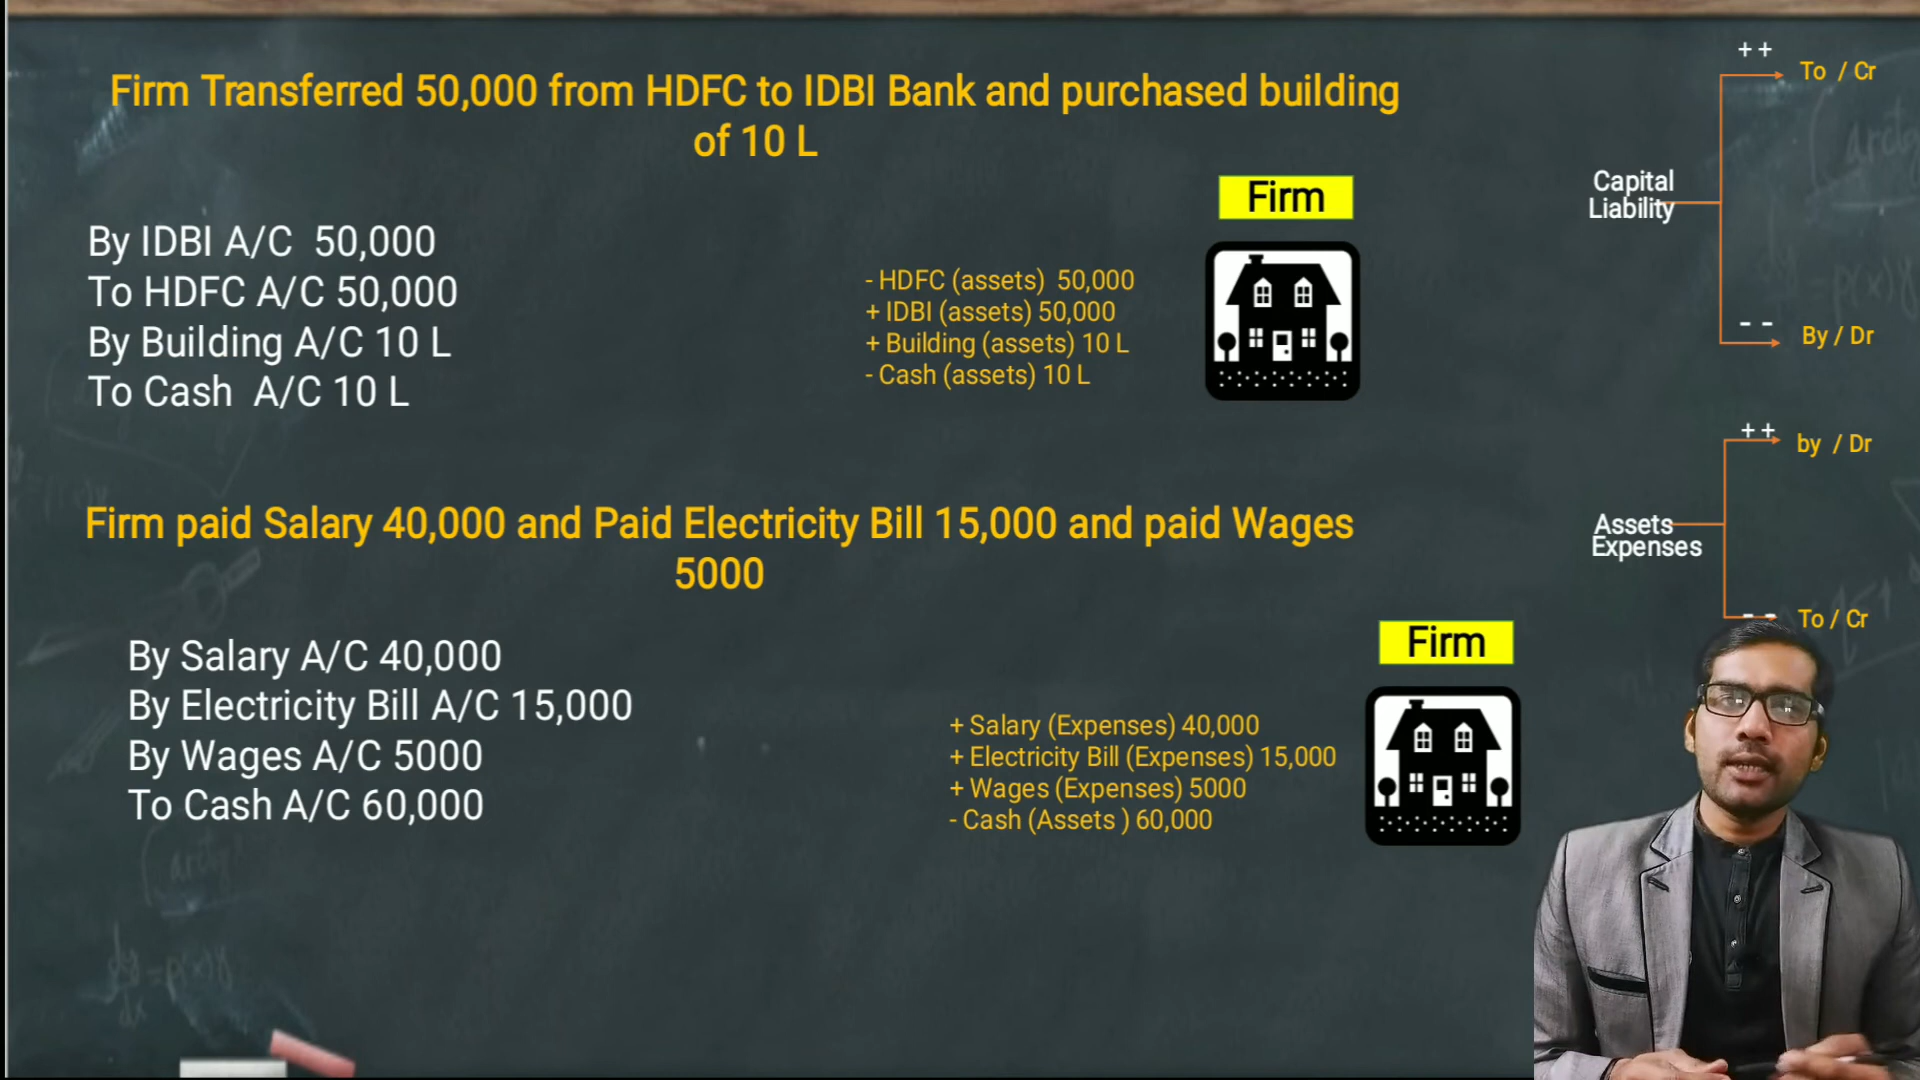 Firm Transferred 50,000 from HDFC to IDBI Bank and purchased building
of 10 L
By IDBI A/C 50,000
To HDFC A/C 50,000
By Building A/C 10 L
To Cash A/C 10 L
Firm
- HDFC (assets) 50,000
+ IDBI (assets) 50,000
+ Building (assets) 10 L
- Cash (assets) 10 L
Firm paid Salary 40,000 and Paid Electricity Bill 15,000 and paid Wages
5000
By Salary A/C 40,000
By Electricity Bill A/C 15,000
By Wages A/C 5000
To Cash A/C 60,000
Firm
+ Salary (Expenses) 40,000
+ Electricity Bill (Expenses) 15,000
+ Wages (Expenses) 5000
- Cash (Assets ) 60,000
++
To / Cr
Capital
Liability
--
By / Dr
++
by / Dr
Assets
Expenses
--
To / Cr